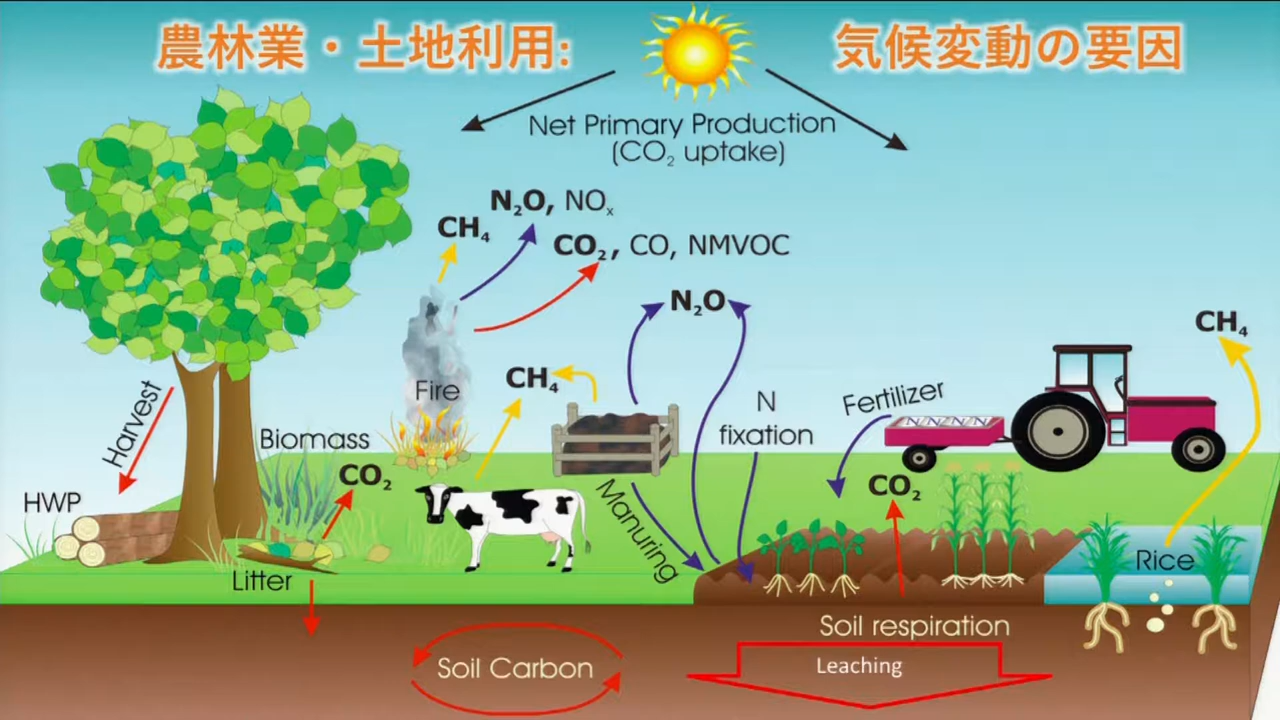 農林業・土地利用:
気候変動の要因
Net Primary Production
(CO₂ uptake)
N₂O, NOₓ
CH₄
CO₂, CO, NMVOC
N₂O
CH₄
CH₄
Fire
Harvest
Biomass
CO₂
HWP
Litter
Manuring
N
fixation
Fertilizer
N N N N
CO₂
Rice
Soil respiration
Soil Carbon
Leaching